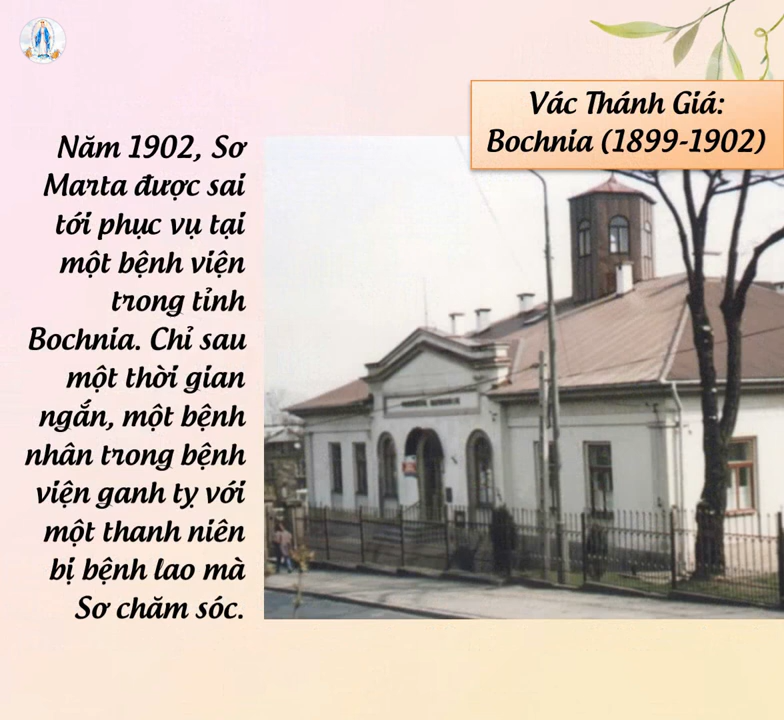 Vác Thánh Giá:
Bochnia (1899-1902)
Năm 1902, Sơ
Marta được sai
tới phục vụ tại
một bệnh viện
trong tỉnh
Bochnia. Chỉ sau
một thời gian
ngắn, một bệnh
nhân trong bệnh
viện ganh tỵ với
một thanh niên
bị bệnh lao mà
Sơ chăm sóc.